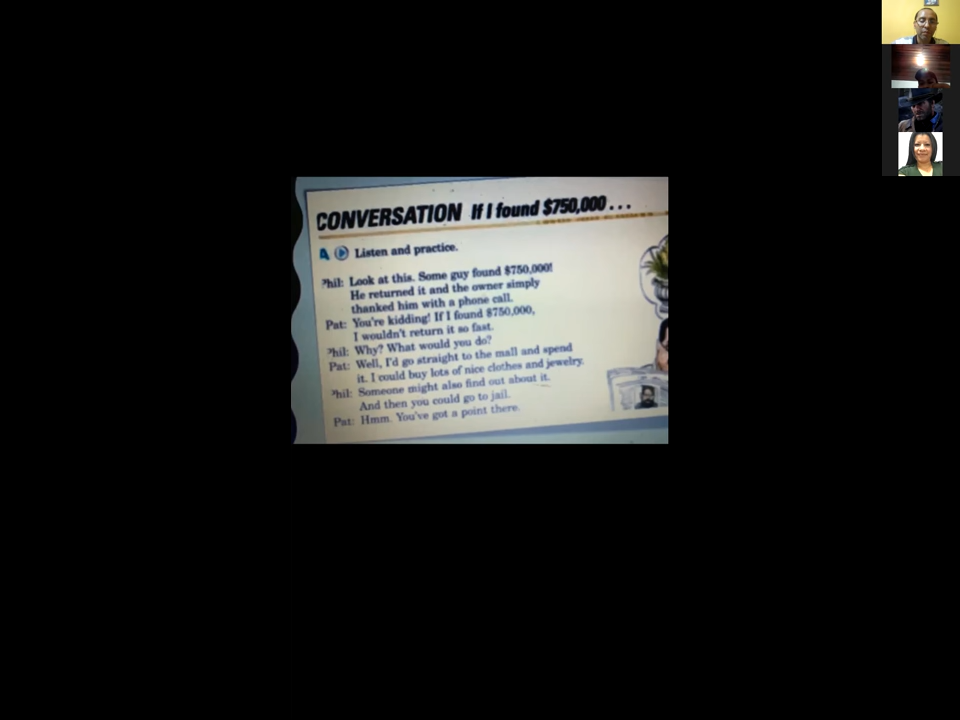 CONVERSATION If I found $750,000 . . .
A Listen and practice.
Phil: Look at this. Some guy found $750,000!
He returned it and the owner simply
thanked him with a phone call.
Pat: You're kidding! If I found $750,000,
I wouldn't return it so fast.
Phil: Why? What would you do?
Pat: Well, I'd go straight to the mall and spend
it. I could buy lots of nice clothes and jewelry.
Phil: Someone might also find out about it.
And then you could go to jail.
Pat: Hmm. You've got a point there.